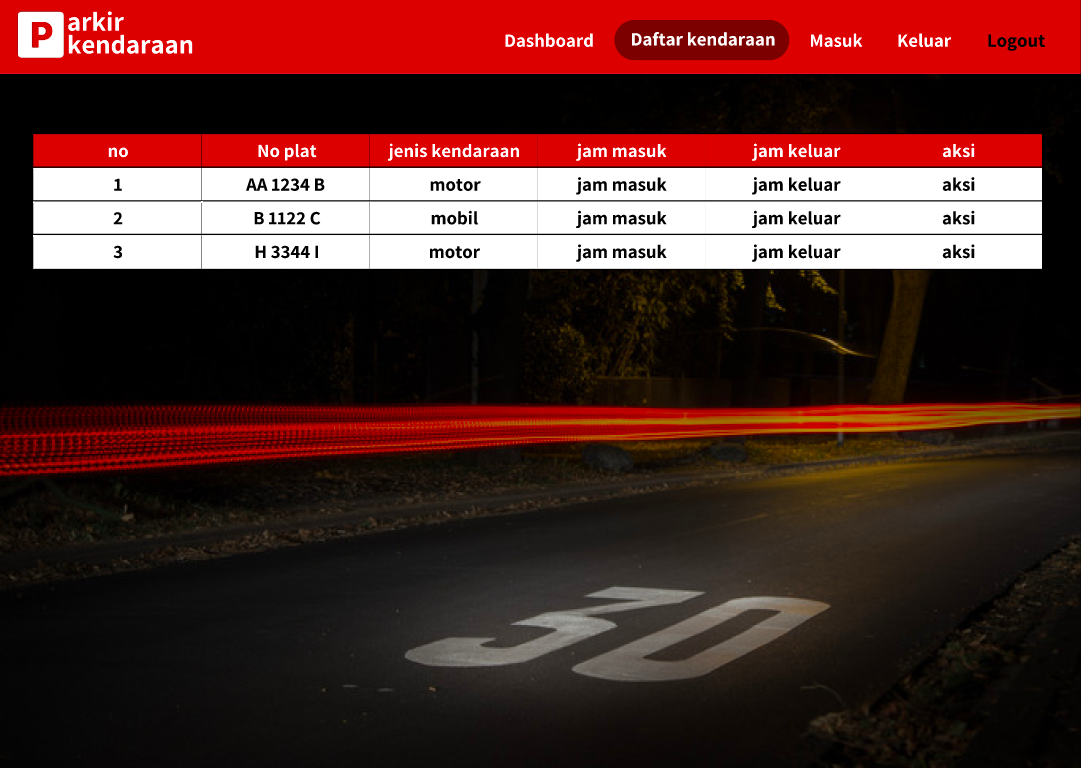 P arkir
kendaraan
Dashboard Daftar kendaraan Masuk Keluar Logout
no No plat jenis kendaraan jam masuk jam keluar aksi
1 AA 1234 B motor jam masuk jam keluar aksi
2 B 1122 C mobil jam masuk jam keluar aksi
3 H 3344 I motor jam masuk jam keluar aksi
30